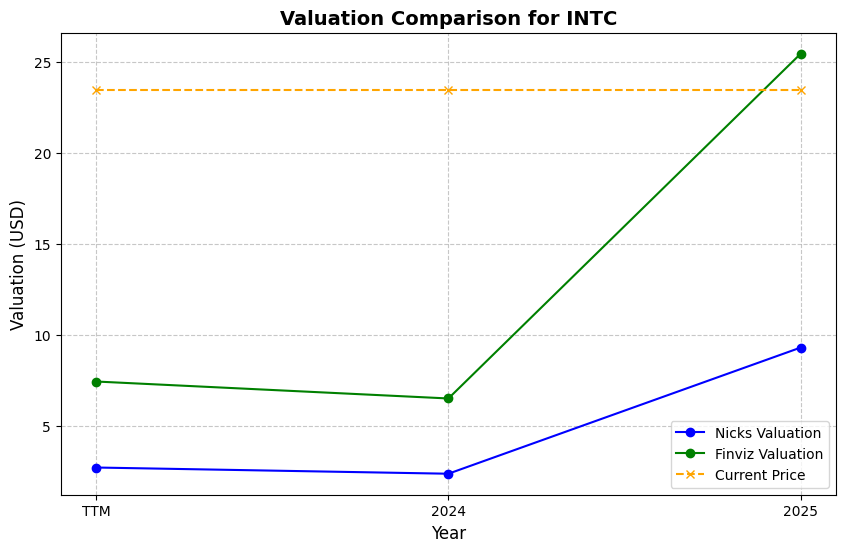 Valuation Comparison for INTC
Valuation (USD)
25
20
15
10
5
TTM
2024
2025
Year
Nicks Valuation
Finviz Valuation
Current Price